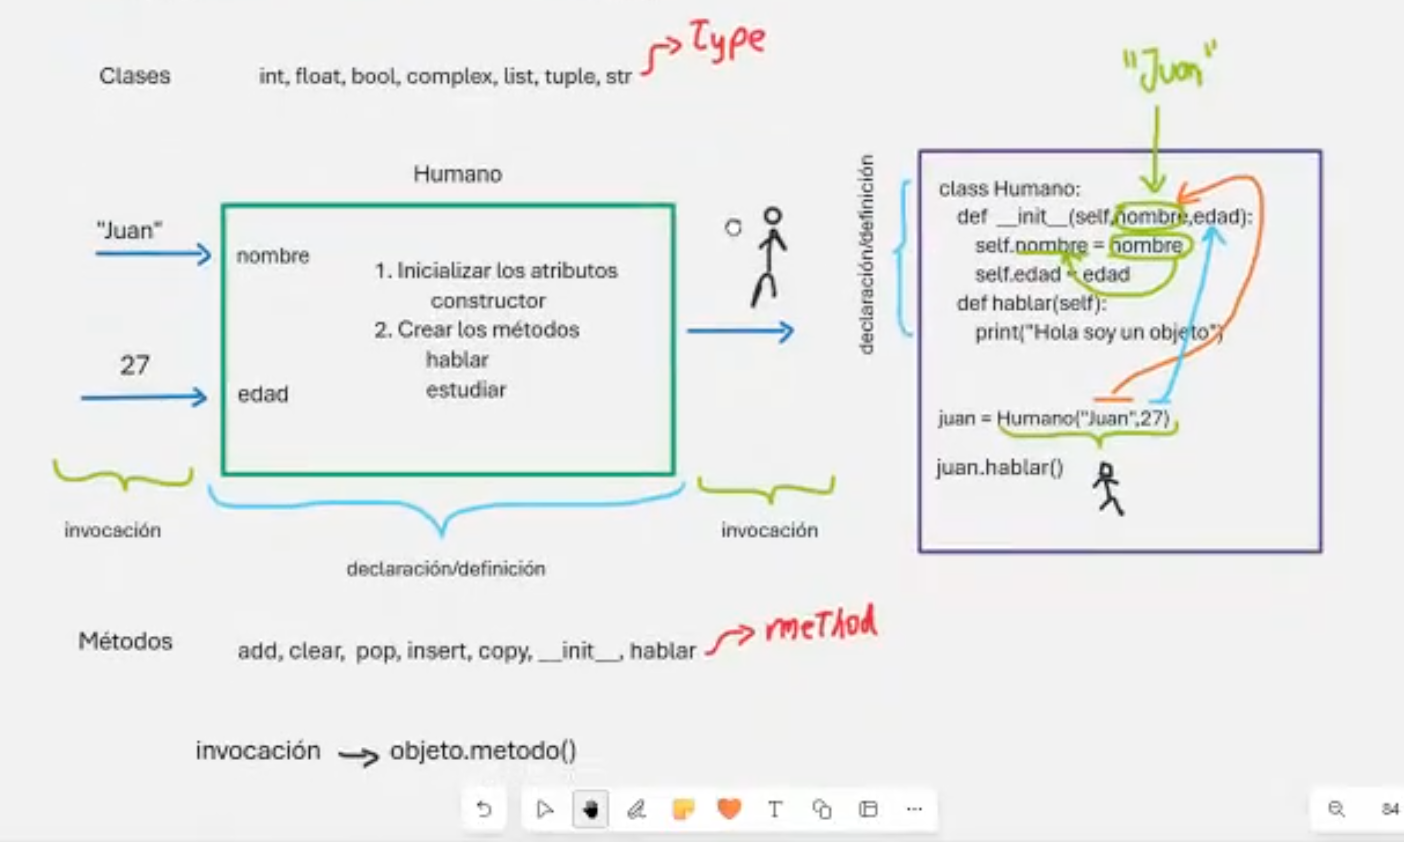 Type
Clases
int, float, bool, complex, list, tuple, str
Humano
"Juan"
nombre
1. Inicializar los atributos
constructor
2. Crear los métodos
hablar
estudiar
27
edad
invocación
declaración/definición
invocación
"Juan"
declaración/definición
class Humano:
def __init__(self,nombre,edad):
self.nombre = nombre
self.edad = edad
def hablar(self):
print("Hola soy un objeto")
juan = Humano("Juan",27)
juan.hablar()
Métodos
add, clear, pop, insert, copy, __init__, hablar
meThod
invocación
objeto.metodo()
T
84